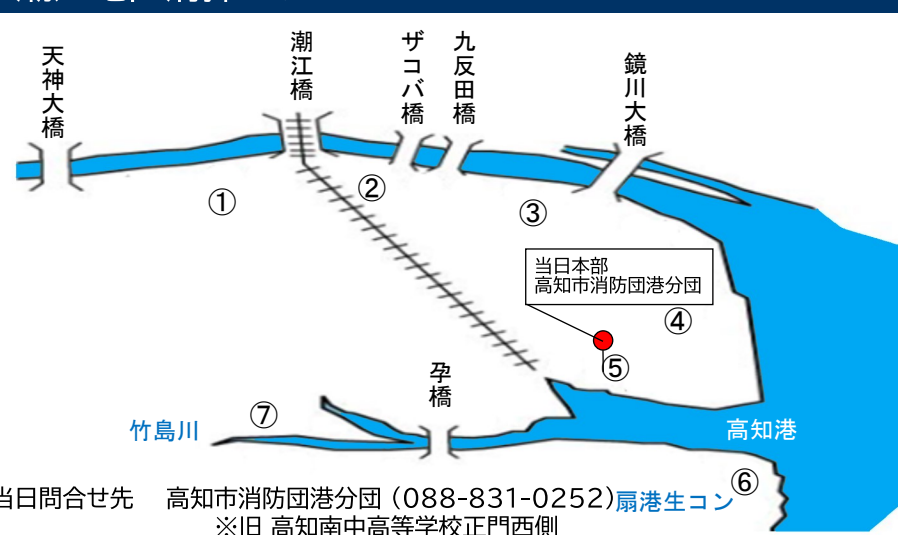 天神大橋
潮江橋
ザコバ橋
九反田橋
鏡川大橋
①
②
③
当日本部
高知市消防団港分団
④
⑤
孕橋
⑦
竹島川
高知港
⑥
当日問合せ先 高知市消防団港分団(088-831-0252)扇港生コン
※旧 高知南中高等学校正門西側